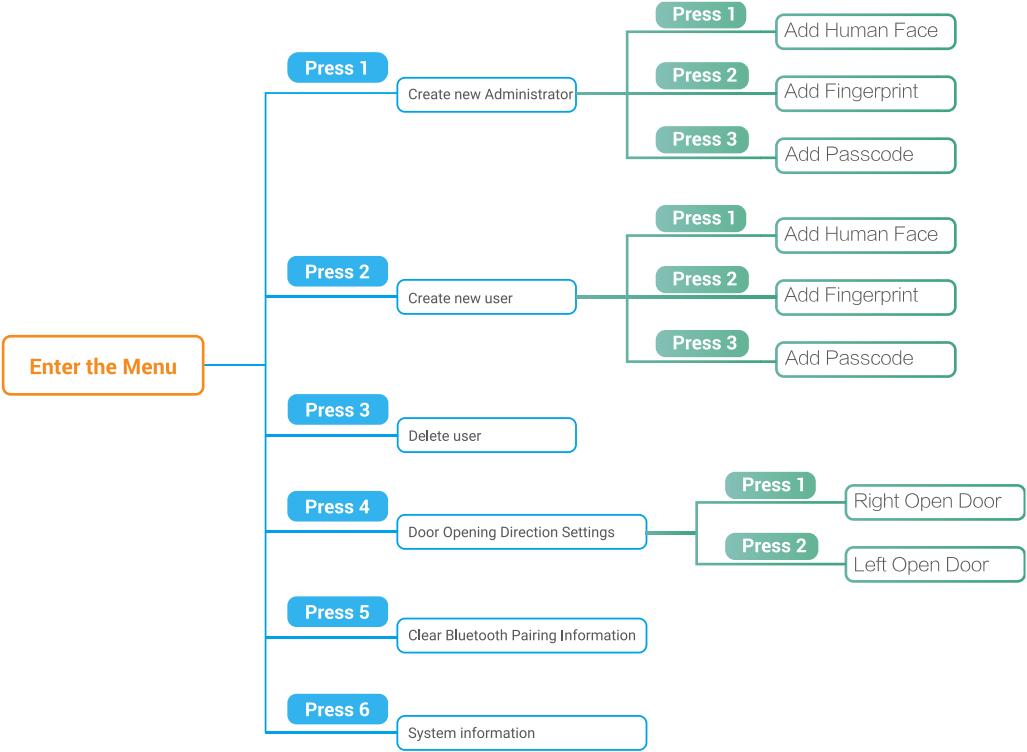 Enter the Menu
Press 1
Create new Administrator
Press 1
Add Human Face
Press 2
Add Fingerprint
Press 3
Add Passcode
Press 2
Create new user
Press 1
Add Human Face
Press 2
Add Fingerprint
Press 3
Add Passcode
Press 3
Delete user
Press 4
Door Opening Direction Settings
Press 1
Right Open Door
Press 2
Left Open Door
Press 5
Clear Bluetooth Pairing Information
Press 6
System information